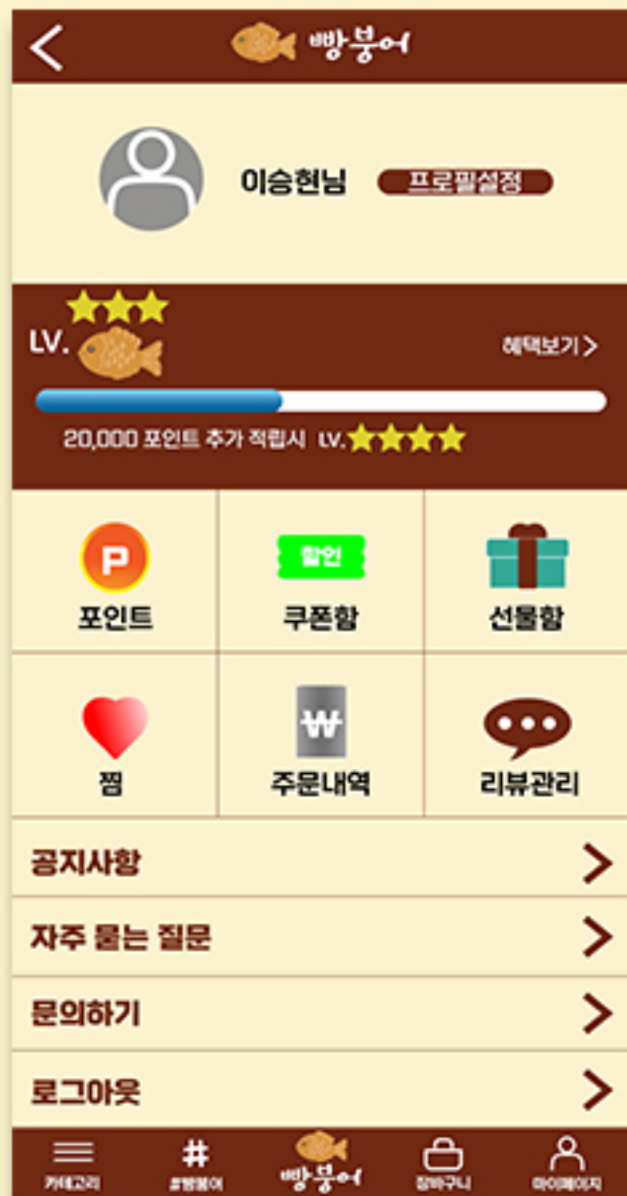 빵붕어
이승현님 프로필설정
LV. 혜택보기 >
20,000 포인트 추가 적립시 LV.
P 할인
포인트 쿠폰함 선물함
₩
찜 주문내역 리뷰관리
공지사항
자주 묻는 질문
문의하기
로그아웃
카테고리 #빵붕어 빵붕어 장바구니 마이페이지